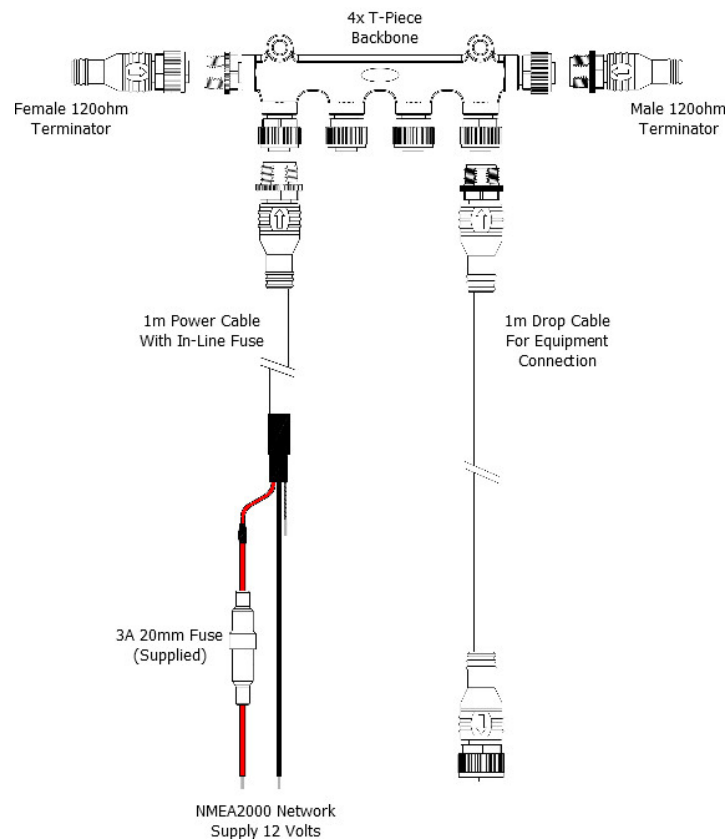 4x T-Piece
Backbone
Female 120ohm
Terminator
Male 120ohm
Terminator
1m Power Cable
With In-Line Fuse
1m Drop Cable
For Equipment
Connection
3A 20mm Fuse
(Supplied)
NMEA2000 Network
Supply 12 Volts